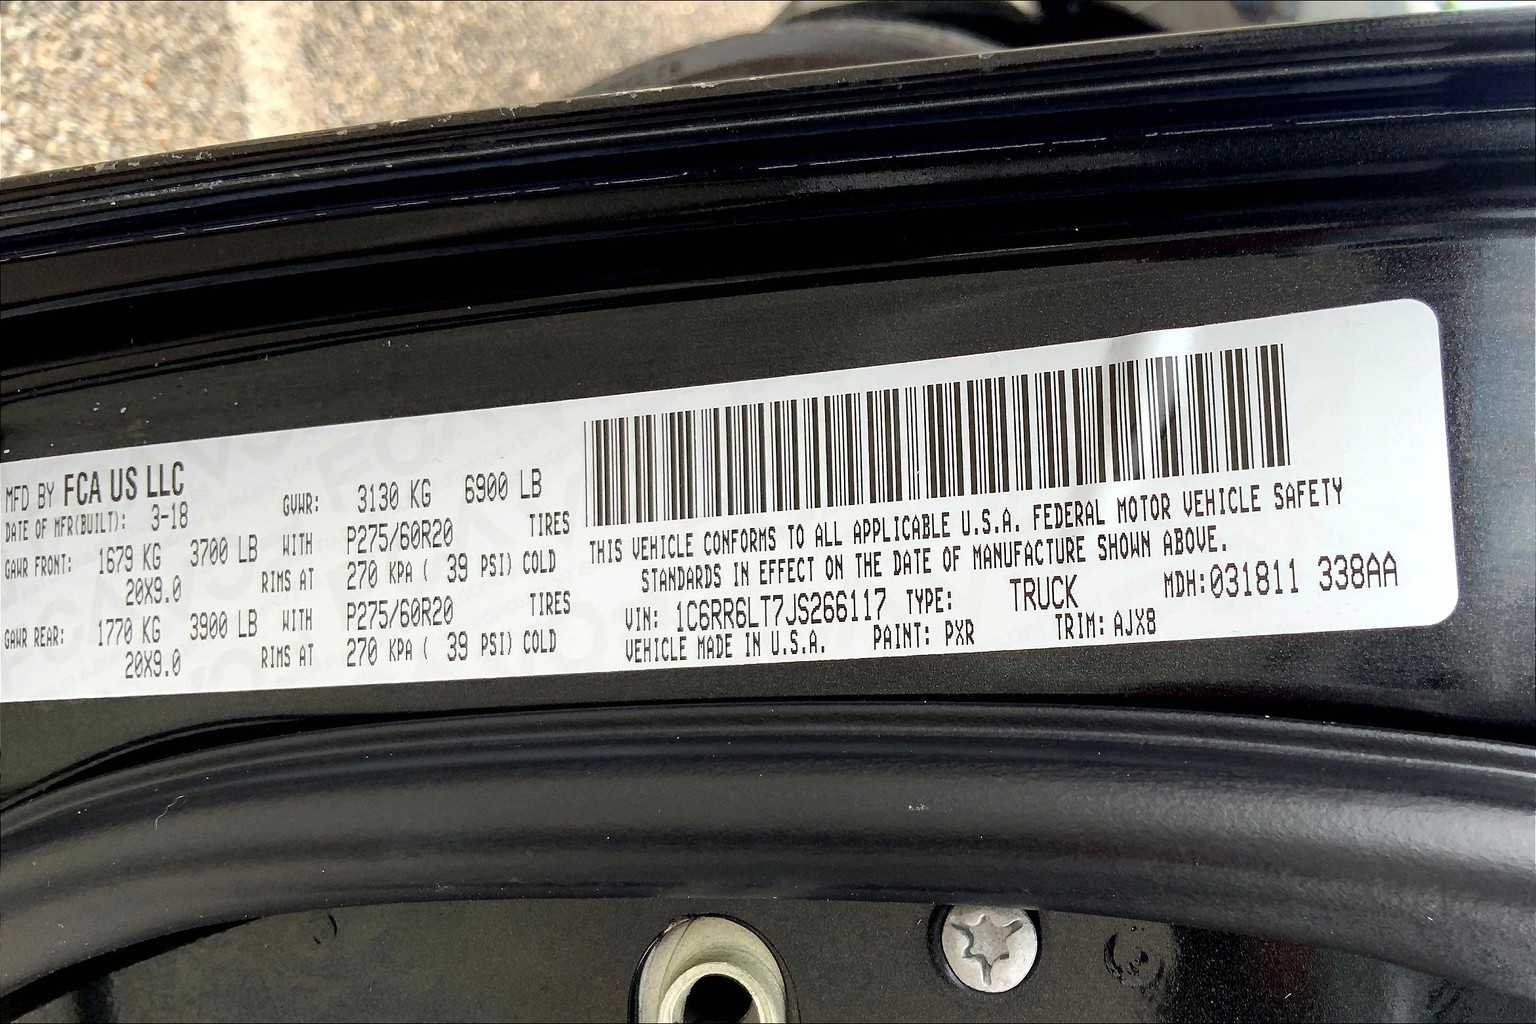 MFD BY FCA US LLC
DATE OF MFR(BUILT): 3-18
GVWR: 3130 KG 6900 LB
GAWR FRONT: 1679 KG 3700 LB WITH P275/60R20 TIRES
20X9.0 RIMS AT 270 KPA ( 39 PSI) COLD
GAWR REAR: 1770 KG 3900 LB WITH P275/60R20 TIRES
20X9.0 RIMS AT 270 KPA ( 39 PSI) COLD
THIS VEHICLE CONFORMS TO ALL APPLICABLE U.S.A. FEDERAL MOTOR VEHICLE SAFETY
STANDARDS IN EFFECT ON THE DATE OF MANUFACTURE SHOWN ABOVE.
VIN: 1C6RR6LT7JS266117 TYPE: TRUCK MDH:031811 338AA
VEHICLE MADE IN U.S.A. PAINT: PXR TRIM: AJX8